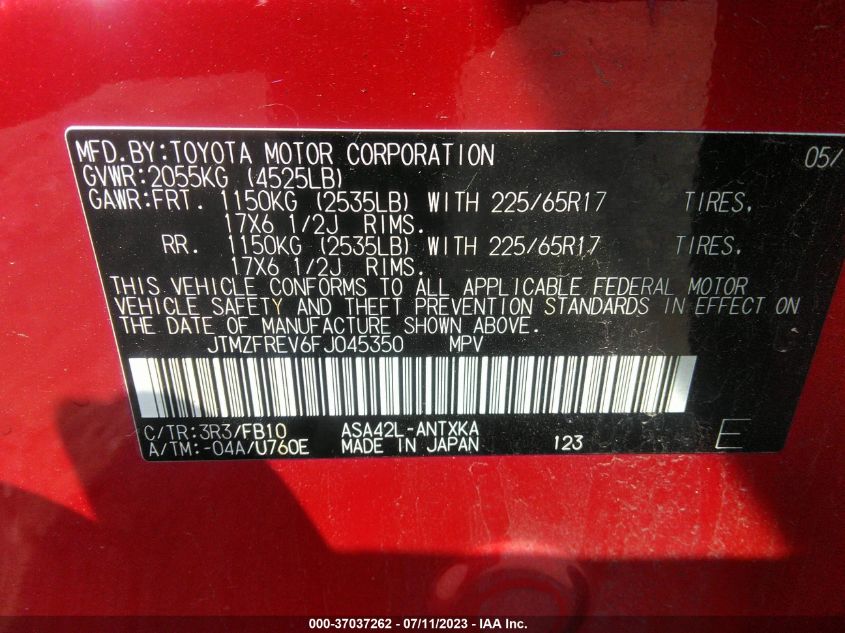 MFD.BY:TOYOTA MOTOR CORPORATION 05/
GVWR:2055KG (4525LB)
GAWR:FRT. 1150KG (2535LB) WITH 225/65R17 TIRES,
17X6 1/2J RIMS.
RR. 1150KG (2535LB) WITH 225/65R17 TIRES,
17X6 1/2J RIMS.
THIS VEHICLE CONFORMS TO ALL APPLICABLE FEDERAL MOTOR
VEHICLE SAFETY AND THEFT PREVENTION STANDARDS IN EFFECT ON
THE DATE OF MANUFACTURE SHOWN ABOVE.
JTMZFREV6FJ045350 MPV
C/TR:3R3/FB10 ASA42L-ANTXKA
A/TM:-04A/U760E MADE IN JAPAN 123 E
000-37037262 - 07/11/2023 - IAA Inc.